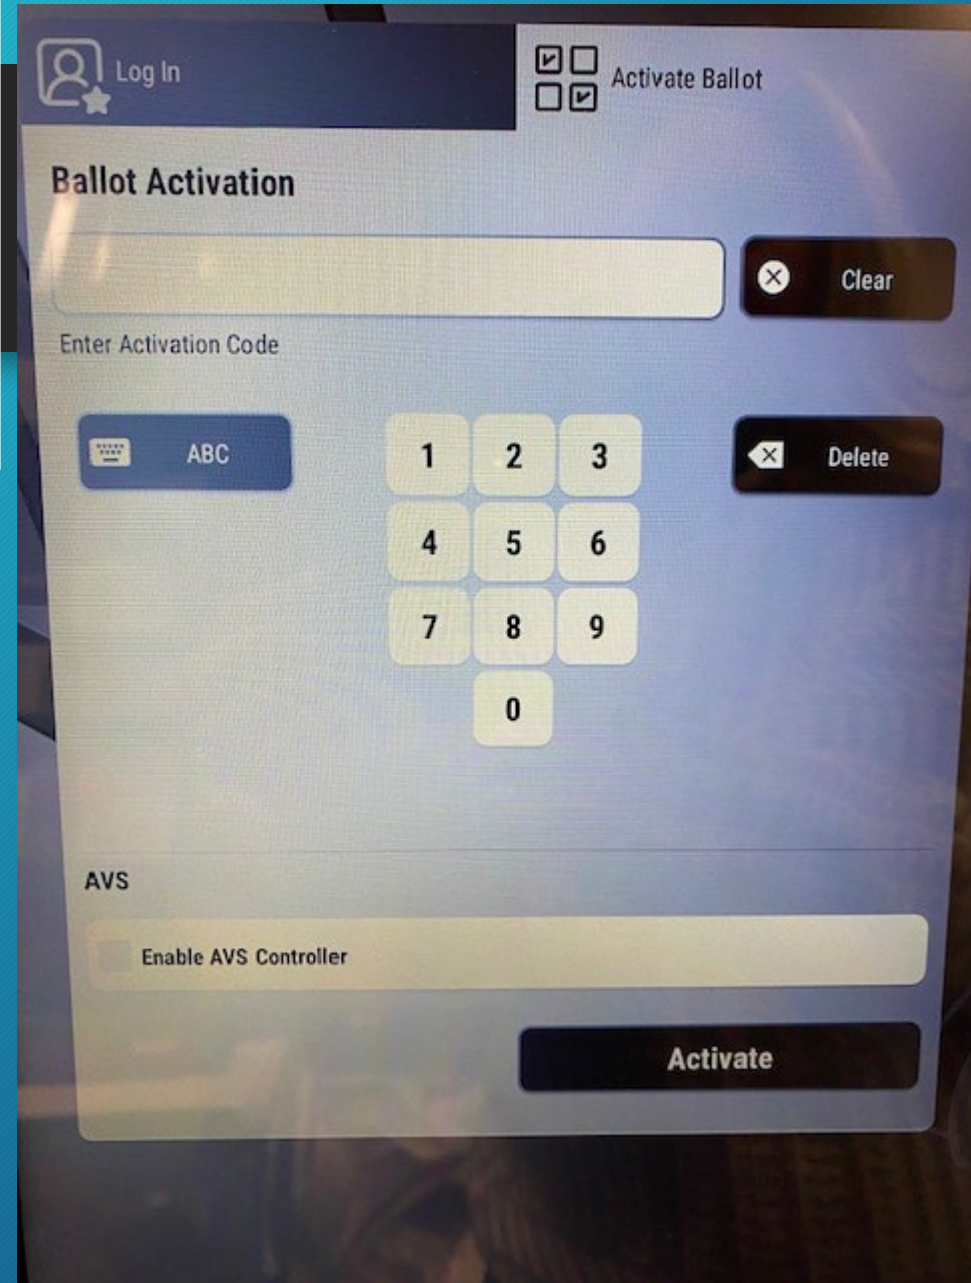 Log In
Activate Ballot
Ballot Activation
Clear
Enter Activation Code
ABC
1 2 3
Delete
4 5 6
7 8 9
0
AVS
Enable AVS Controller
Activate